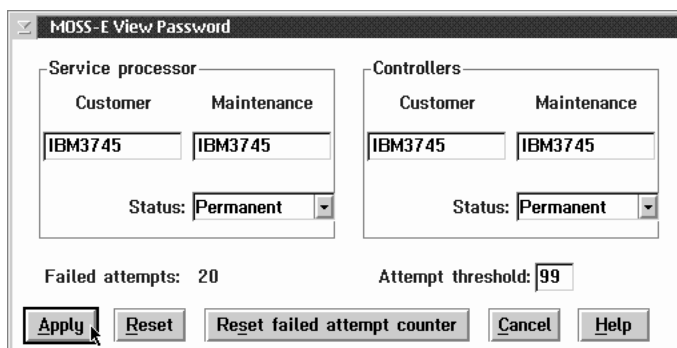 MOSS-E View Password
Service processor Controllers
Customer Maintenance Customer Maintenance
IBM3745 IBM3745 IBM3745 IBM3745
Status: Permanent Status: Permanent
Failed attempts: 20 Attempt threshold: 99
Apply Reset Reset failed attempt counter Cancel Help